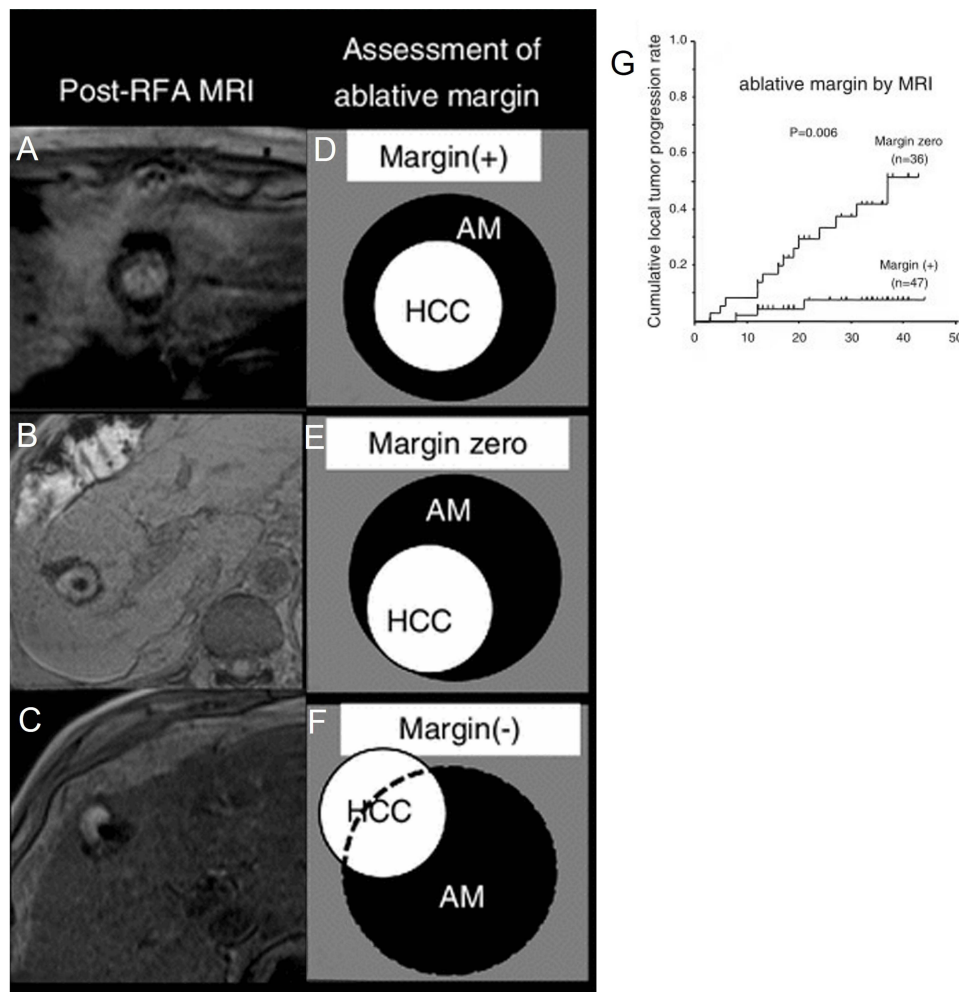 Post-RFA MRI
Assessment of
ablative margin
A
D
Margin(+)
AM
HCC
B
E
Margin zero
AM
HCC
C
F
Margin(-)
HCC
AM
G
Cumulative local tumor progression rate
1.0
0.8
0.6
0.4
0.2
ablative margin by MRI
P=0.006
Margin zero
(n=36)
Margin (+)
(n=47)
0 10 20 30 40 50